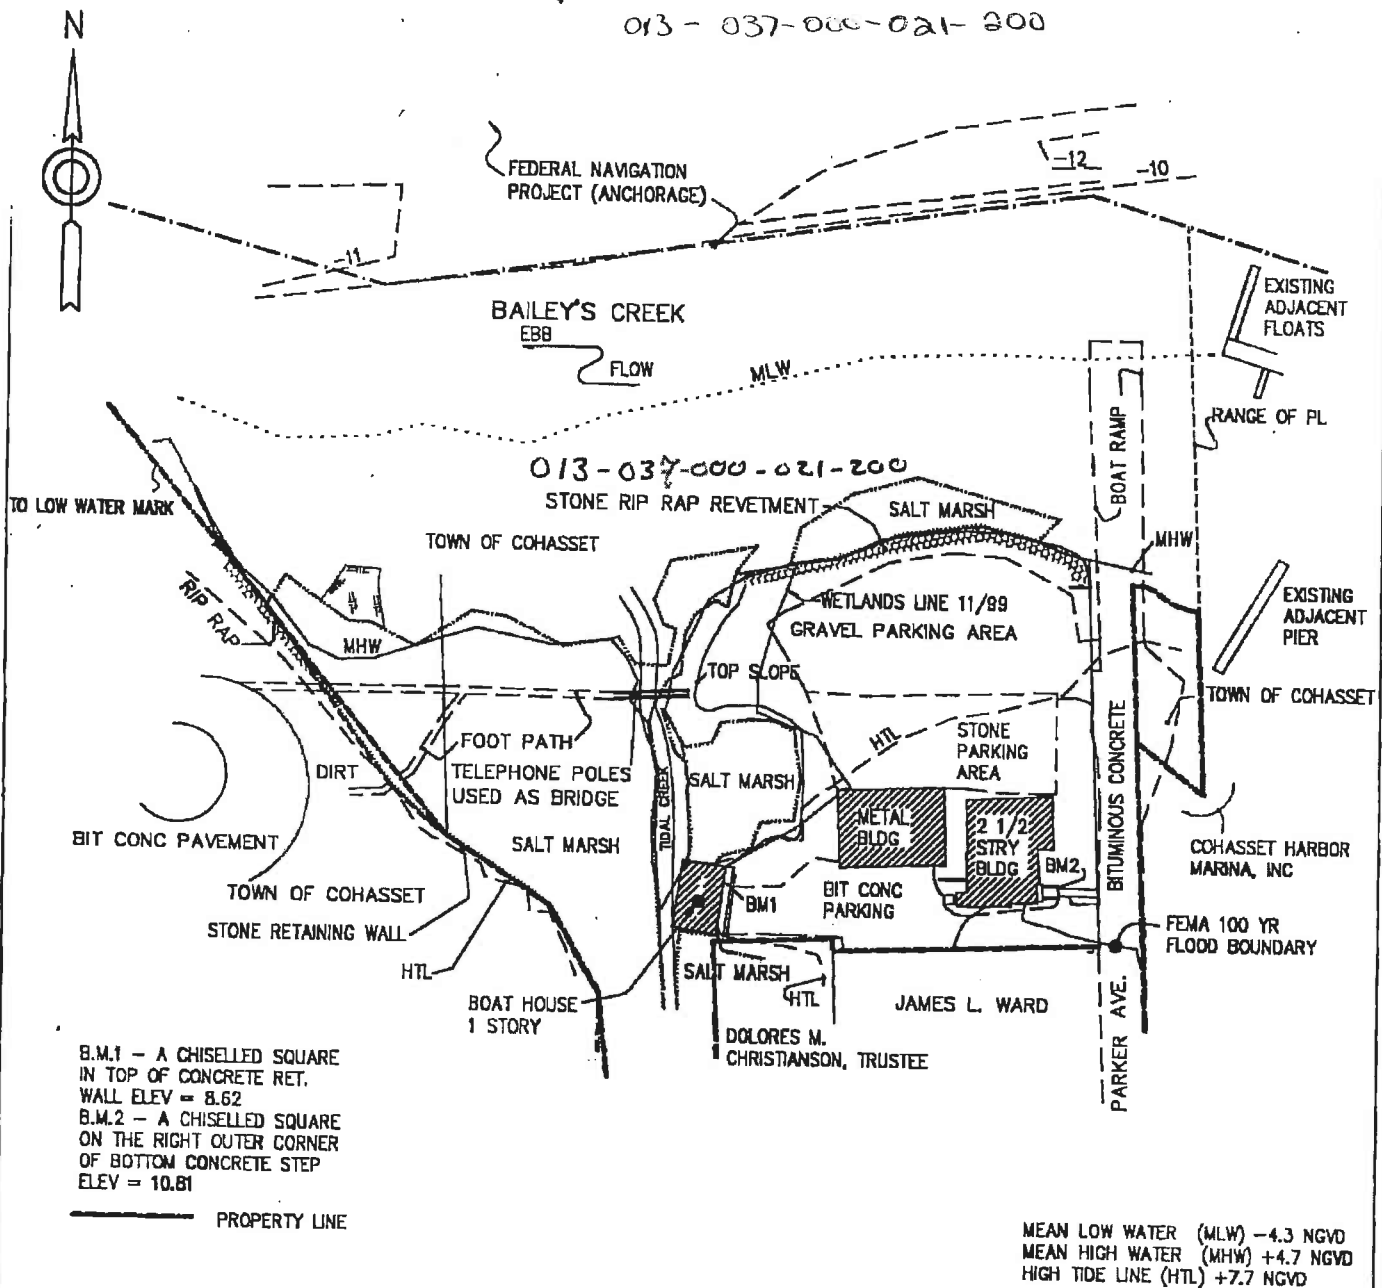 013-037-000-021-200
N
FEDERAL NAVIGATION
PROJECT (ANCHORAGE)
-12
-10
-11
BAILEY'S CREEK
EBB
FLOW
MLW
EXISTING
ADJACENT
FLOATS
RANGE OF PL
BOAT RAMP
013-037-000-021-200
STONE RIP RAP REVETMENT
SALT MARSH
TO LOW WATER MARK
TOWN OF COHASSET
MHW
RIP RAP
MHW
WETLANDS LINE 11/99
GRAVEL PARKING AREA
EXISTING
ADJACENT
PIER
TOP SLOPE
TOWN OF COHASSET
FOOT PATH
DIRT
TELEPHONE POLES
USED AS BRIDGE
TIDAL CREEK
SALT MARSH
HTL
STONE
PARKING
AREA
BITUMINOUS CONCRETE
BIT CONC PAVEMENT
SALT MARSH
METAL
BLDG
2 1/2
STRY
BLDG
BM2
COHASSET HARBOR
MARINA, INC
TOWN OF COHASSET
BM1
BIT CONC
PARKING
STONE RETAINING WALL
FEMA 100 YR
FLOOD BOUNDARY
HTL
SALT MARSH
HTL
BOAT HOUSE
1 STORY
JAMES L. WARD
DOLORES M.
CHRISTIANSON, TRUSTEE
PARKER AVE.
B.M.1 - A CHISELLED SQUARE
IN TOP OF CONCRETE RET.
WALL ELEV = 8.62
B.M.2 - A CHISELLED SQUARE
ON THE RIGHT OUTER CORNER
OF BOTTOM CONCRETE STEP
ELEV = 10.81
PROPERTY LINE
MEAN LOW WATER (MLW) -4.3 NGVD
MEAN HIGH WATER (MHW) +4.7 NGVD
HIGH TIDE LINE (HTL) +7.7 NGVD